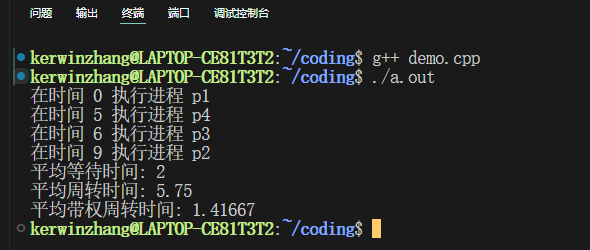 问题 输出 终端 端口 调试控制台
kerwinzhang@LAPTOP-CE81T3T2:~/coding$ g++ demo.cpp
kerwinzhang@LAPTOP-CE81T3T2:~/coding$ ./a.out
在时间 0 执行进程 p1
在时间 5 执行进程 p4
在时间 6 执行进程 p3
在时间 9 执行进程 p2
平均等待时间: 2
平均周转时间: 5.75
平均带权周转时间: 1.41667
kerwinzhang@LAPTOP-CE81T3T2:~/coding$